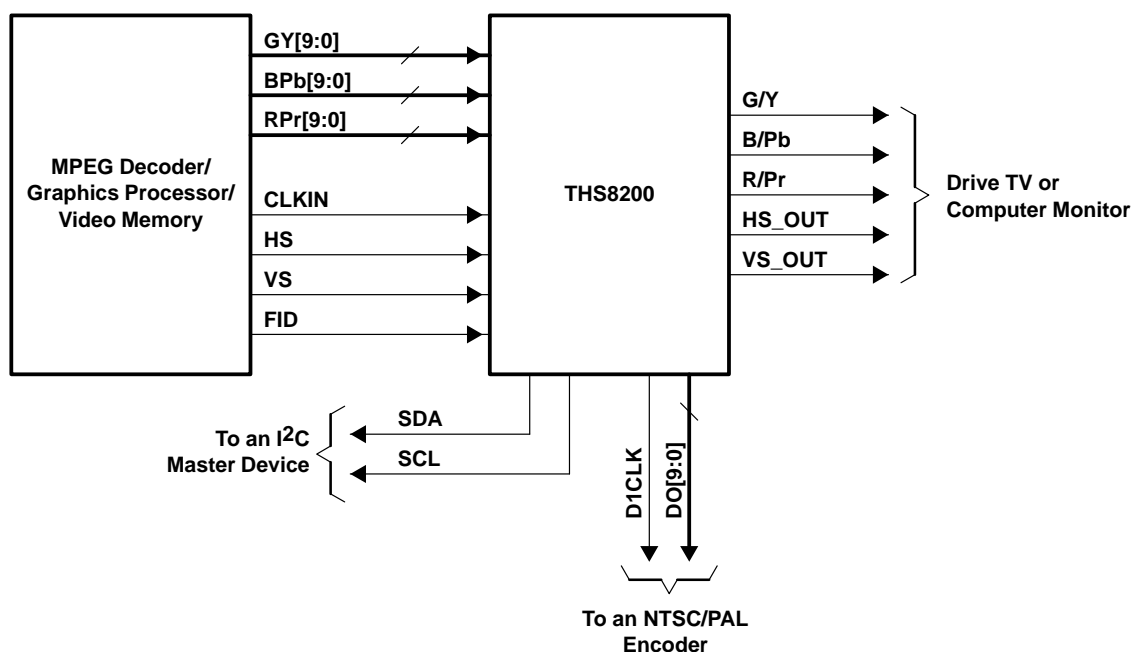 GY[9:0]
BPb[9:0]
RPr[9:0]
MPEG Decoder/
Graphics Processor/
Video Memory
CLKIN
HS
VS
FID
THS8200
G/Y
B/Pb
R/Pr
HS_OUT
VS_OUT
Drive TV or
Computer Monitor
To an I2C
Master Device
SDA
SCL
D1CLK
DO[9:0]
To an NTSC/PAL
Encoder